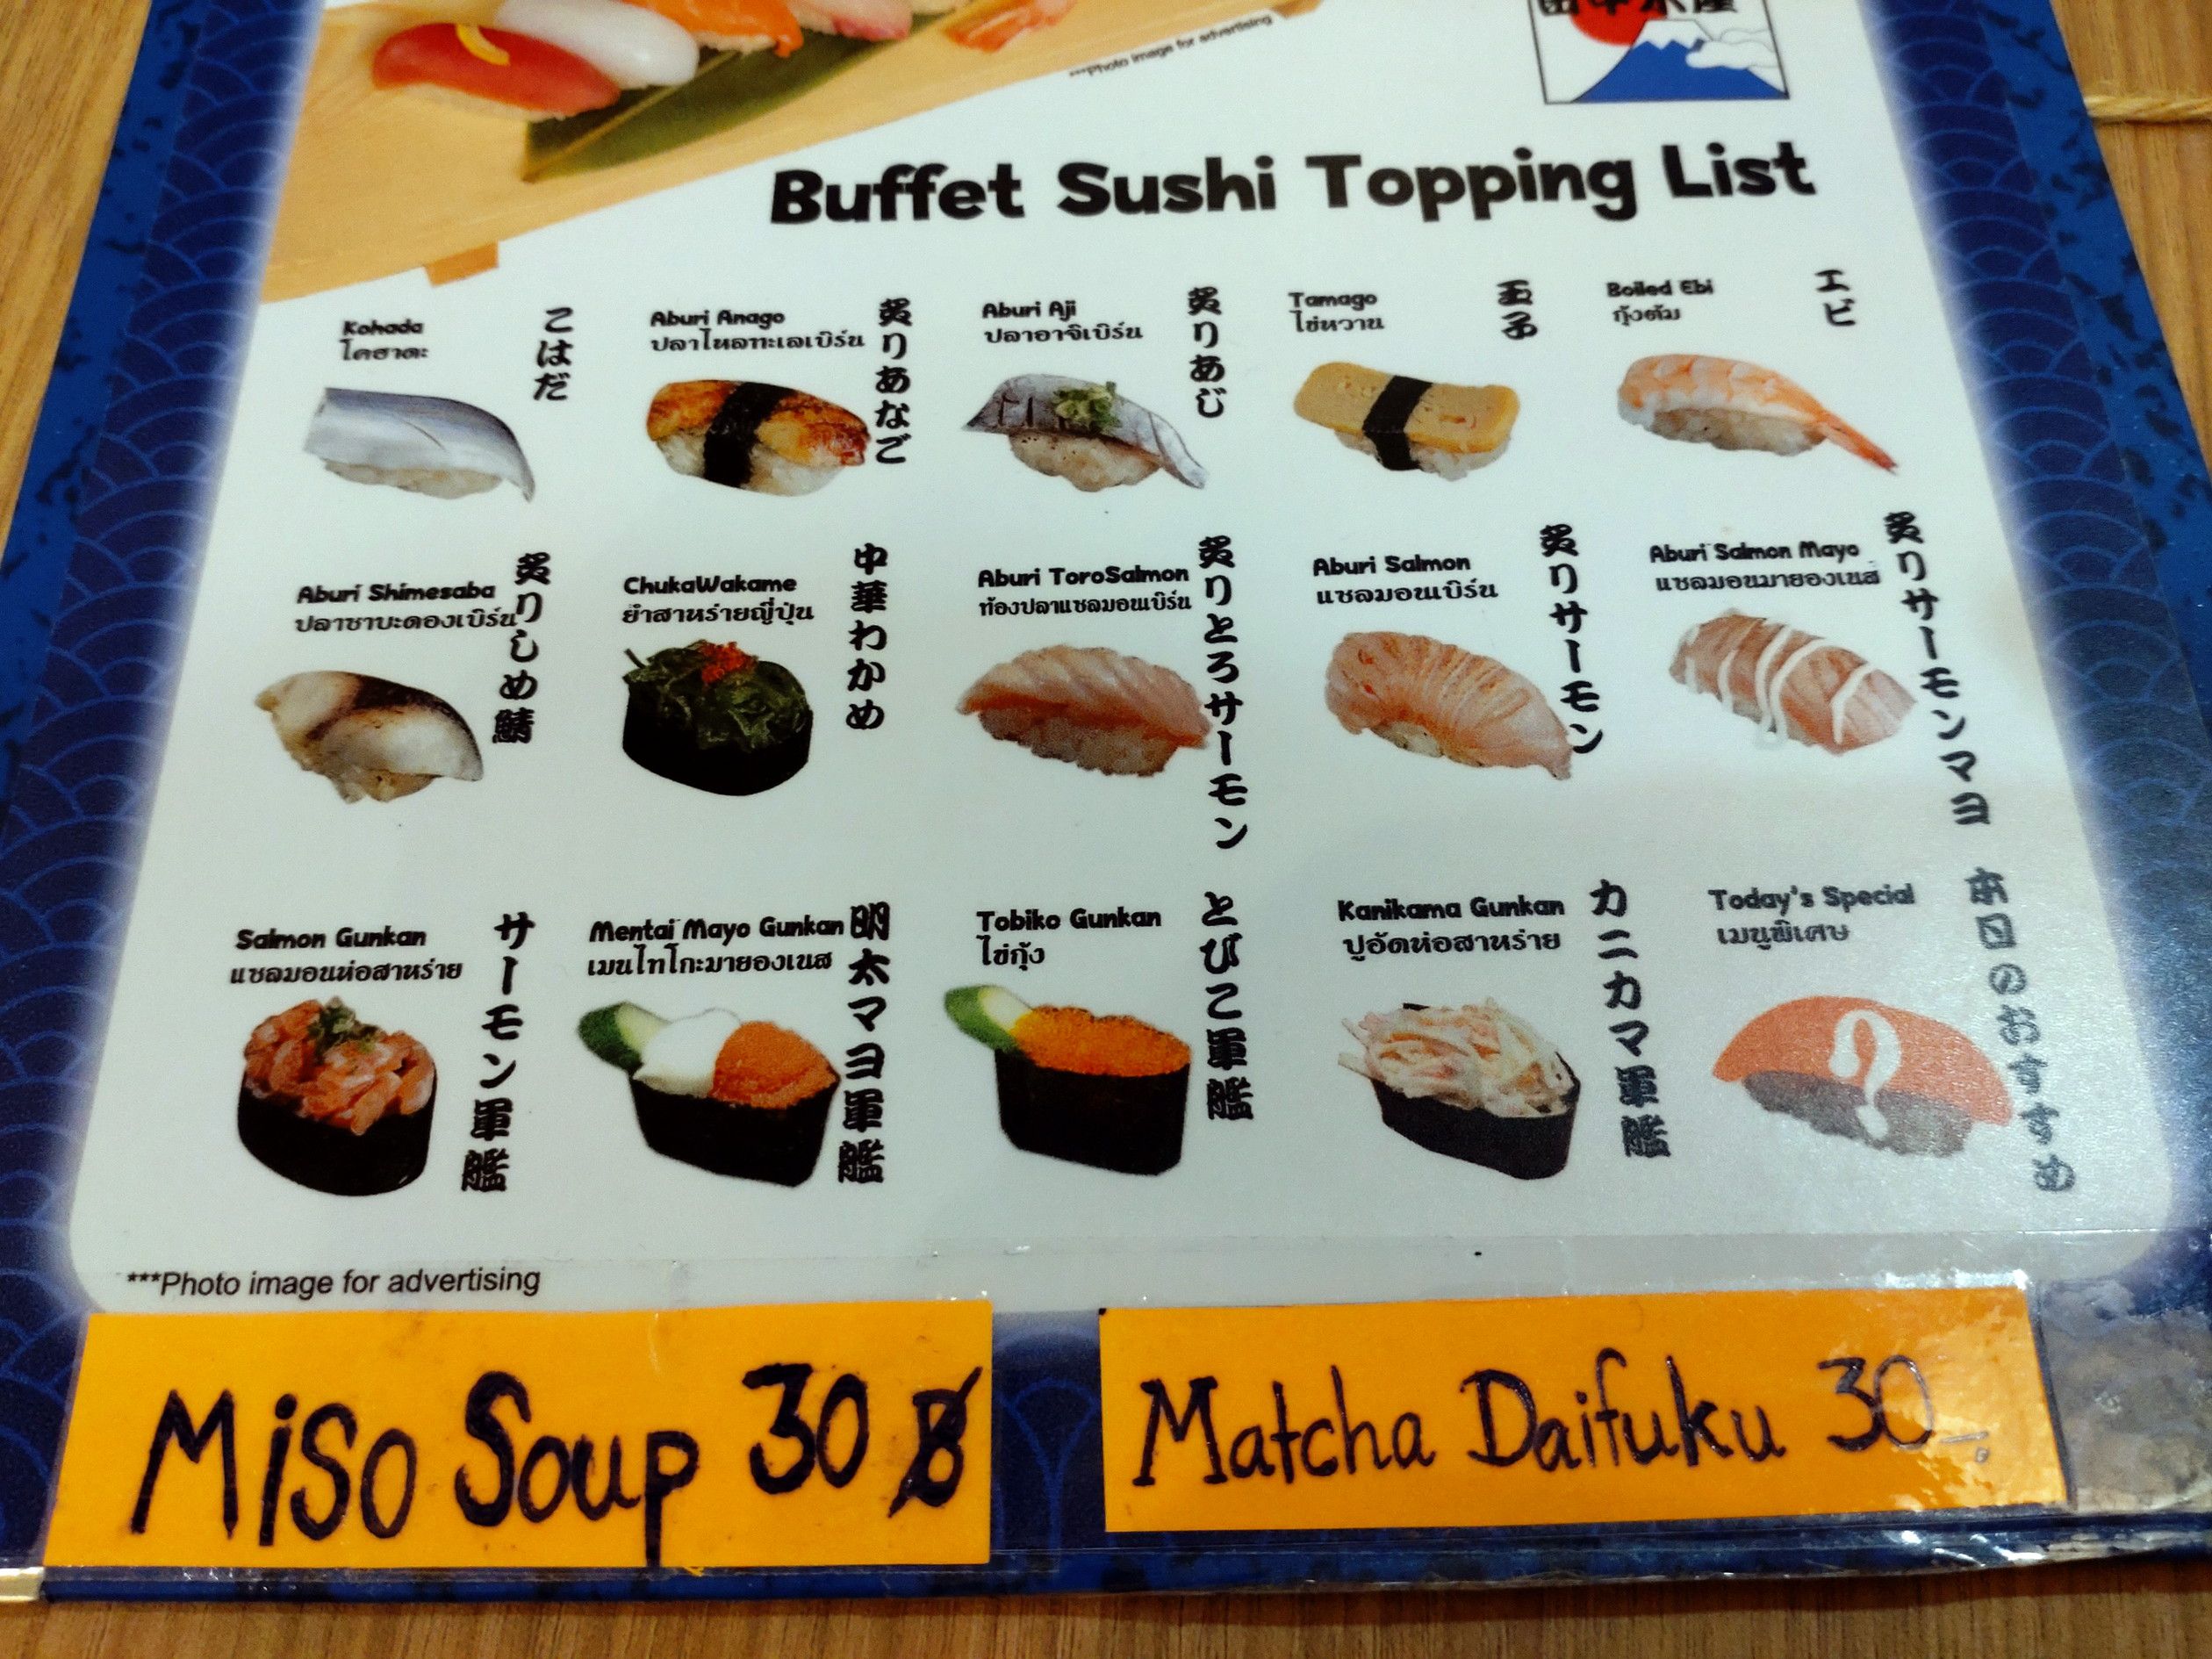 田中水産
***Photo image for advertising
Buffet Sushi Topping List
Kohada
โคฮาดะ
こはだ
Aburi Anago
ปลาไหลทะเลเบิร์น
炙りあなご
Aburi Aji
ปลาอาจิเบิร์น
炙りあじ
Tamago
ไข่หวาน
玉子
Boiled Ebi
กุ้งต้ม
エビ
Aburi Shimesaba
ปลาซาบะดองเบิร์น
炙りしめ鯖
ChukaWakame
ยำสาหร่ายญี่ปุ่น
中華わかめ
Aburi ToroSalmon
ท้องปลาแซลมอนเบิร์น
炙りとろサーモン
Aburi Salmon
แซลมอนเบิร์น
炙りサーモン
Aburi Salmon Mayo
แซลมอนมายองเนส
炙りサーモンマヨ
Salmon Gunkan
แซลมอนห่อสาหร่าย
サーモン軍艦
Mentai Mayo Gunkan
เมนไทโกะมายองเนส
明太マヨ軍艦
Tobiko Gunkan
ไข่กุ้ง
とびこ軍艦
Kanikama Gunkan
ปูอัดห่อสาหร่าย
カニカマ軍艦
Today's Special
เมนูพิเศษ
本日のおすすめ
?
***Photo image for advertising
Miso Soup 30 ฿
Matcha Daifuku 30.-